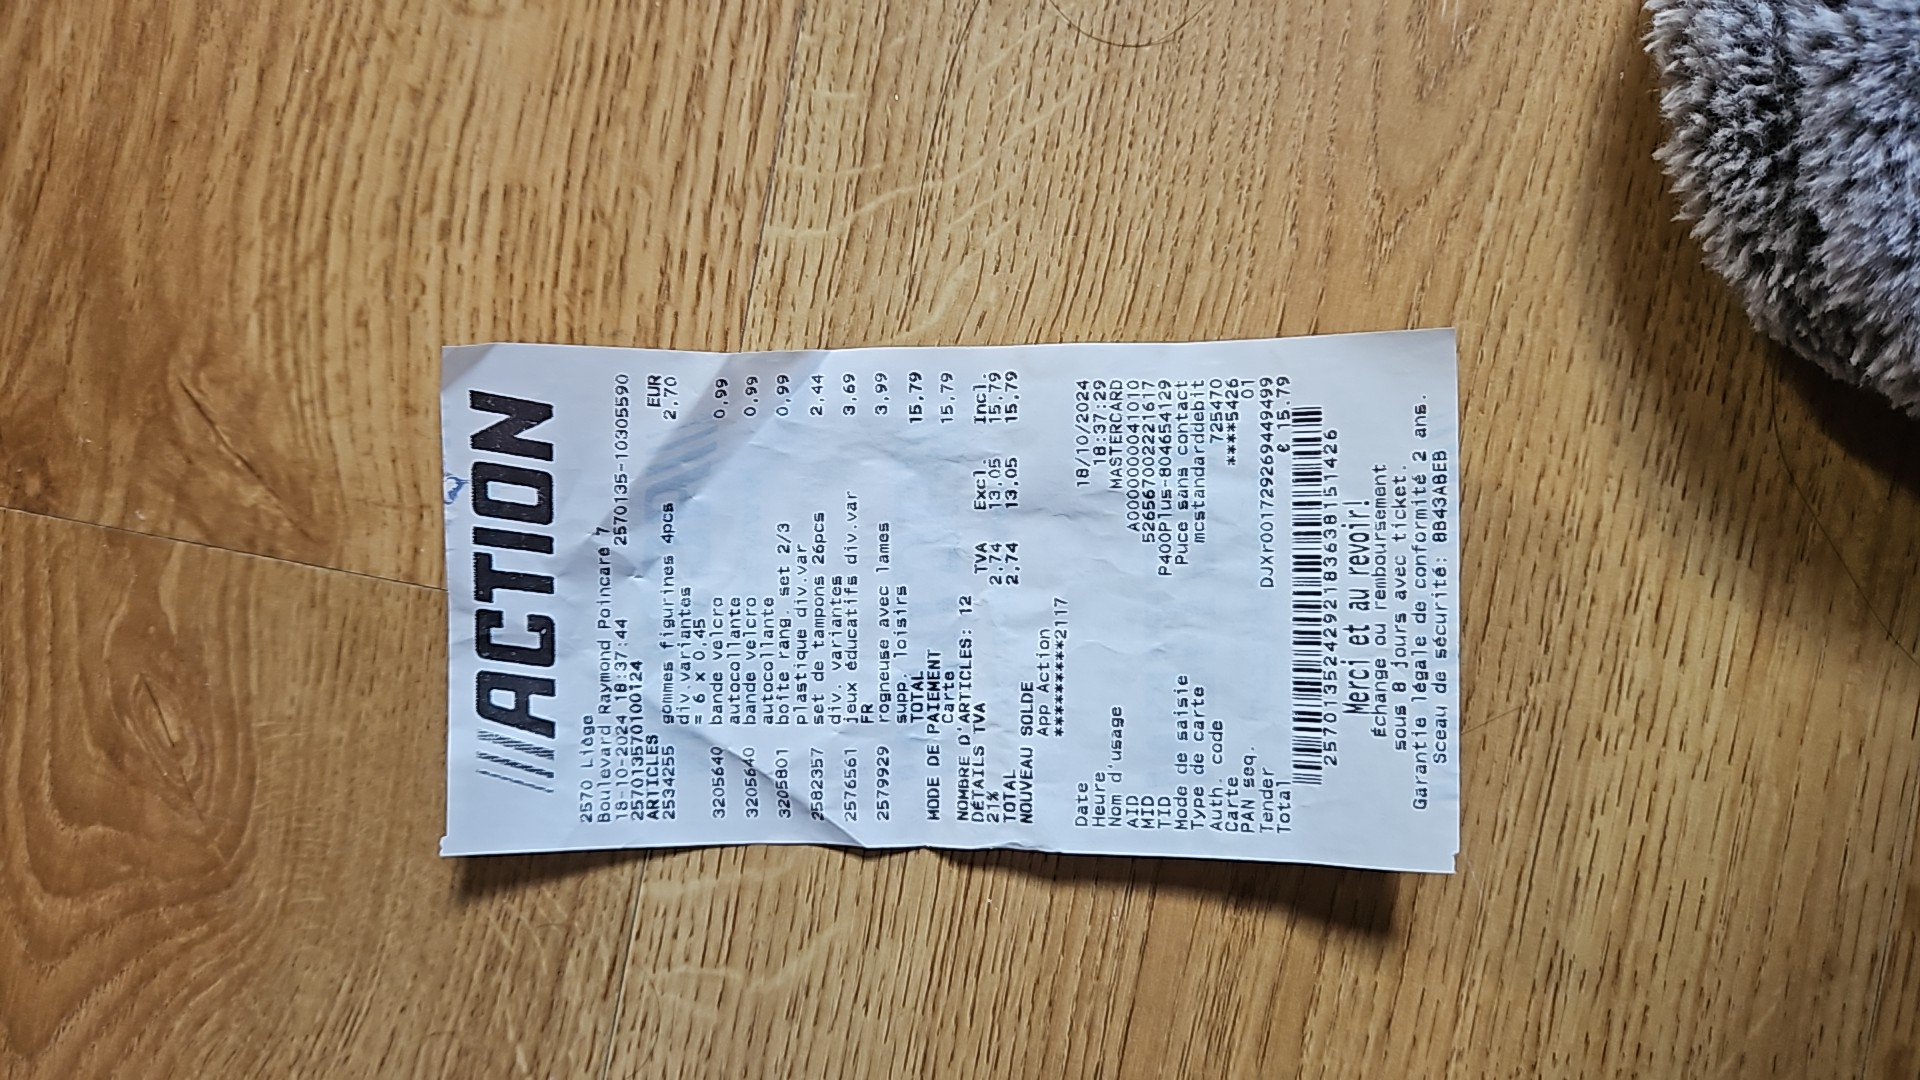 ACTION
2570 Liège
Boulevard Raymond Poincaré 7
18-10-2024 18:37:44 2570135-10305590
2570135701 00124
ARTICLES EUR
2534255 gommes figurines 4pcs 2,70
div.variantes
= 6 x 0,45
3205640 bande velcro 0,99
autocollante
3205640 bande velcro 0,99
autocollante
3205801 boîte rang. set 2/3 0,99
plastique div.var
2582357 set de tampons 26pcs 2,44
div. variantes
2576561 jeux éducatifs div.var 3,69
FR
2579929 rogneuse avec lames 3,99
supp. loisirs
TOTAL 15,79
MODE DE PAIEMENT
Carte 15,79
NOMBRE D'ARTICLES: 12
DÉTAILS TVA TVA Excl. Incl.
21% 2,74 13,05 15,79
TOTAL 2,74 13,05 15,79
NOUVEAU SOLDE
App Action
*********2117
Date 18/10/2024
Heure 18:37:29
Nom d'usage MASTERCARD
AID A0000000041010
MID 526567002221617
TID P400Plus-804654129
Mode de saisie Puce sans contact
Type de carte mcstandarddebit
Auth. code 725470
Carte ****5426
PAN seq. 01
Tender DJXr001729269449499
Total € 15.79
2570135242921836381514 26
Merci et au revoir!
Échange ou remboursement
sous 8 jours avec ticket.
Garantie légale de conformité 2 ans.
Sceau de sécurité: BB43ABEB